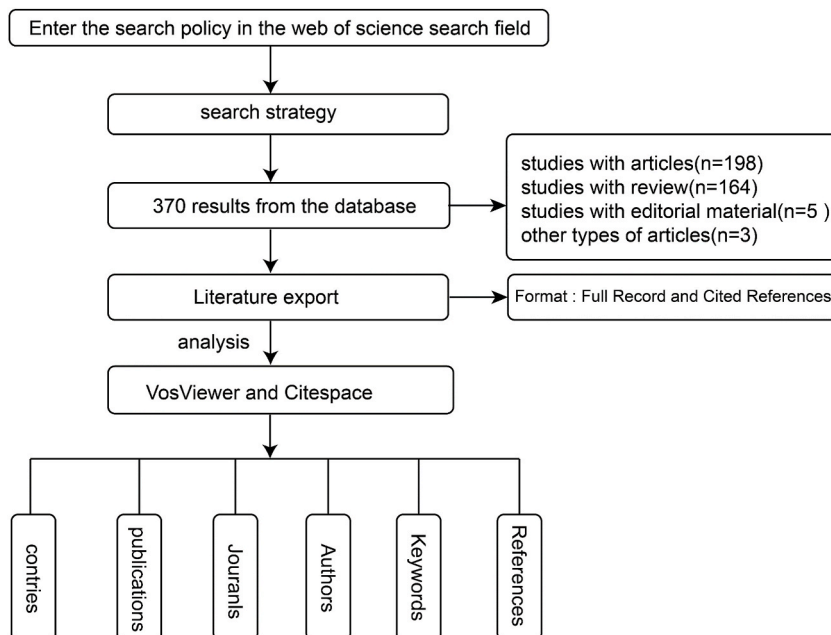 Enter the search policy in the web of science search field
search strategy
370 results from the database
studies with articles(n=198)
studies with review(n=164)
studies with editorial material(n=5 )
other types of articles(n=3)
Literature export
Format : Full Record and Cited References
analysis
VosViewer and Citespace
contries
publications
Jouranls
Authors
Keywords
References